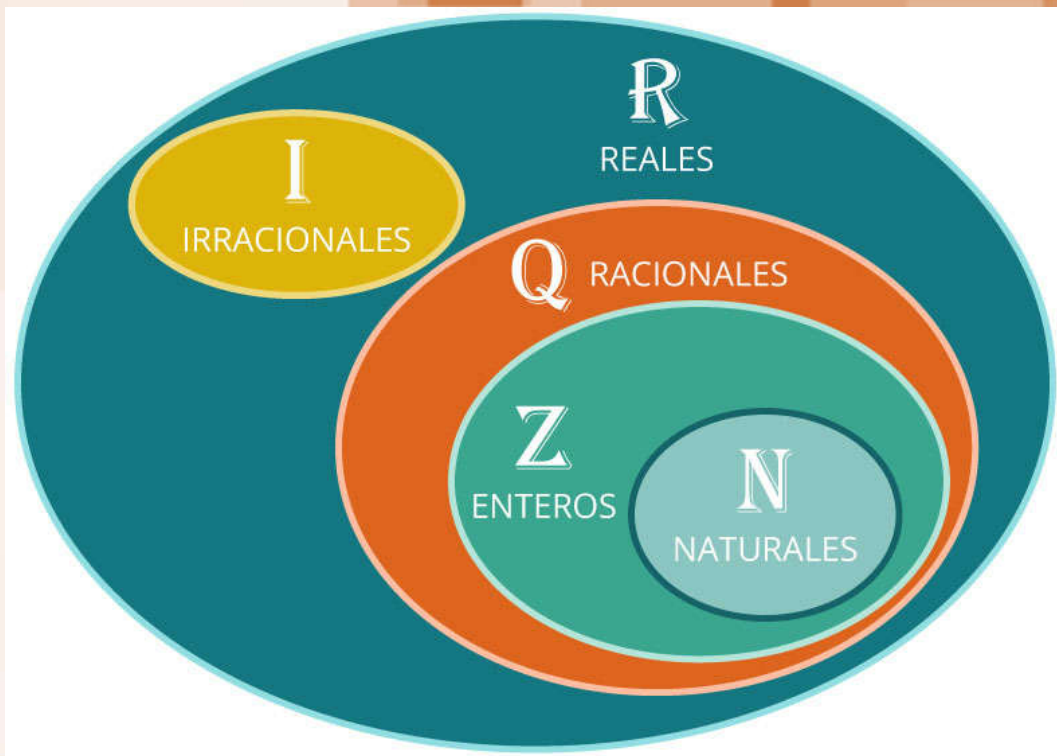 R
REALES
I
IRRACIONALES
Q RACIONALES
Z
ENTEROS
N
NATURALES